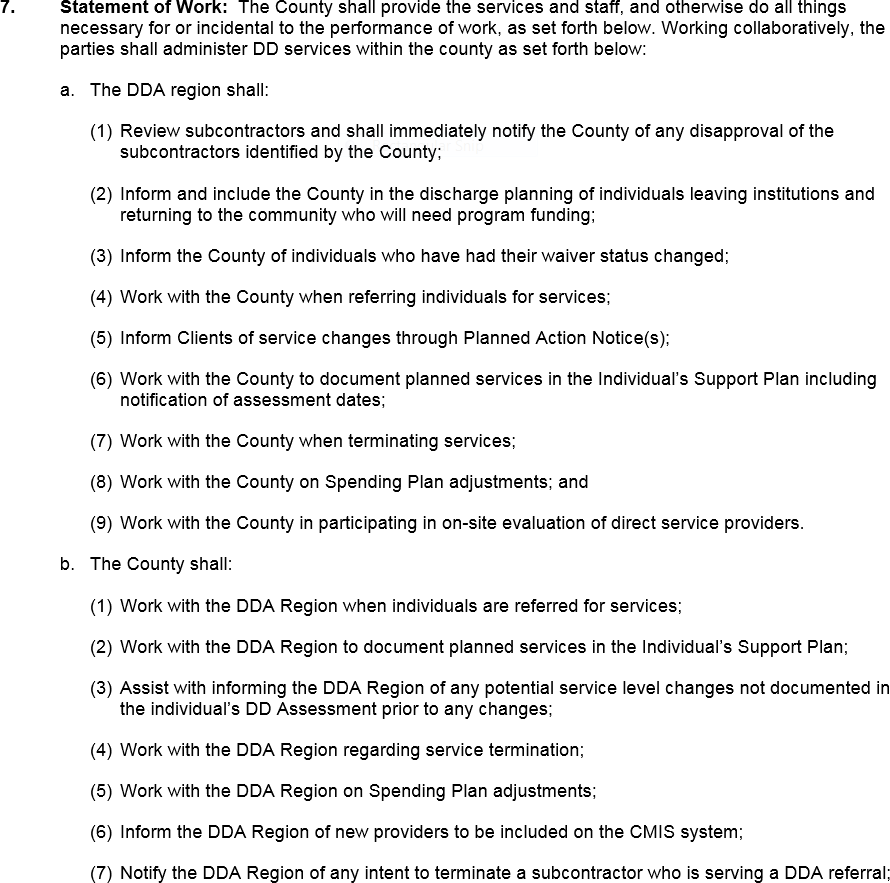 7. Statement of Work: The County shall provide the services and staff, and otherwise do all things
necessary for or incidental to the performance of work, as set forth below. Working collaboratively, the
parties shall administer DD services within the county as set forth below:
a. The DDA region shall:
(1) Review subcontractors and shall immediately notify the County of any disapproval of the
subcontractors identified by the County;
(2) Inform and include the County in the discharge planning of individuals leaving institutions and
returning to the community who will need program funding;
(3) Inform the County of individuals who have had their waiver status changed;
(4) Work with the County when referring individuals for services;
(5) Inform Clients of service changes through Planned Action Notice(s);
(6) Work with the County to document planned services in the Individual's Support Plan including
notification of assessment dates;
(7) Work with the County when terminating services;
(8) Work with the County on Spending Plan adjustments; and
(9) Work with the County in participating in on-site evaluation of direct service providers.
b. The County shall:
(1) Work with the DDA Region when individuals are referred for services;
(2) Work with the DDA Region to document planned services in the Individual's Support Plan;
(3) Assist with informing the DDA Region of any potential service level changes not documented in
the individual's DD Assessment prior to any changes;
(4) Work with the DDA Region regarding service termination;
(5) Work with the DDA Region on Spending Plan adjustments;
(6) Inform the DDA Region of new providers to be included on the CMIS system;
(7) Notify the DDA Region of any intent to terminate a subcontractor who is serving a DDA referral;